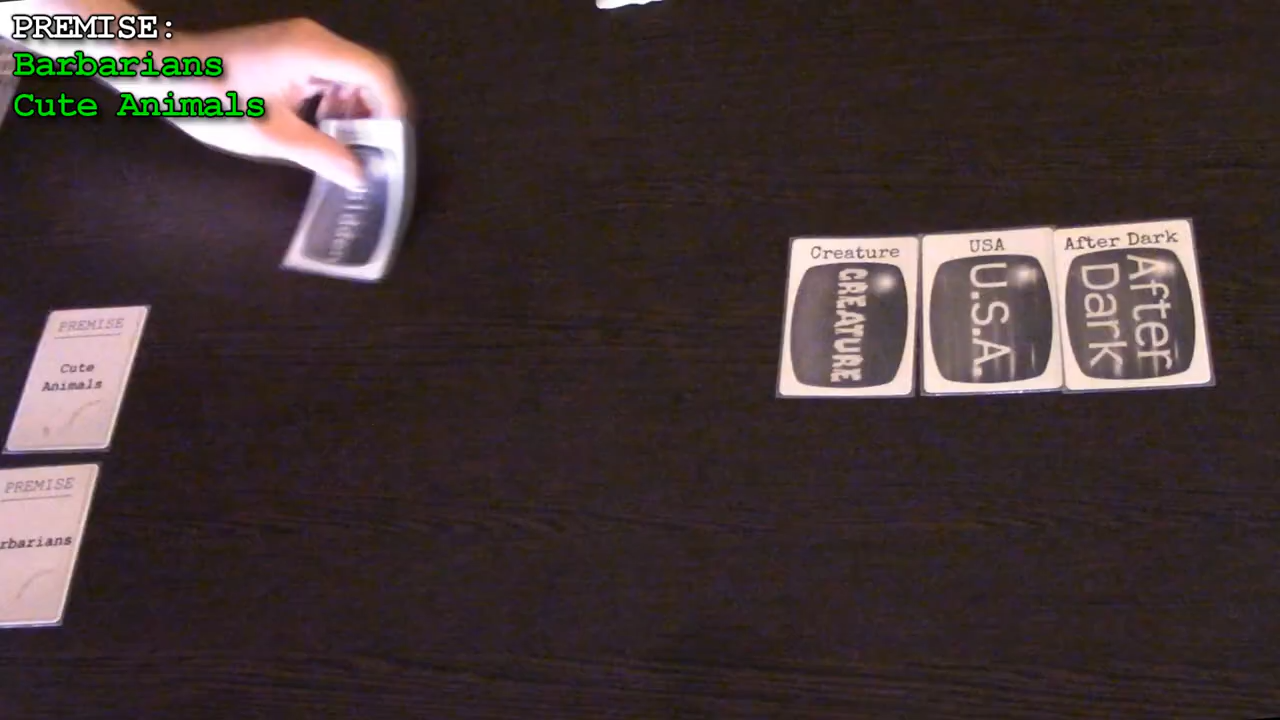 PREMISE:
Barbarians
Cute Animals
Creature
CREATURE
USA
U.S.A.
After Dark
After
Dark
PREMISE
Cute
Animals
PREMISE
rbarians